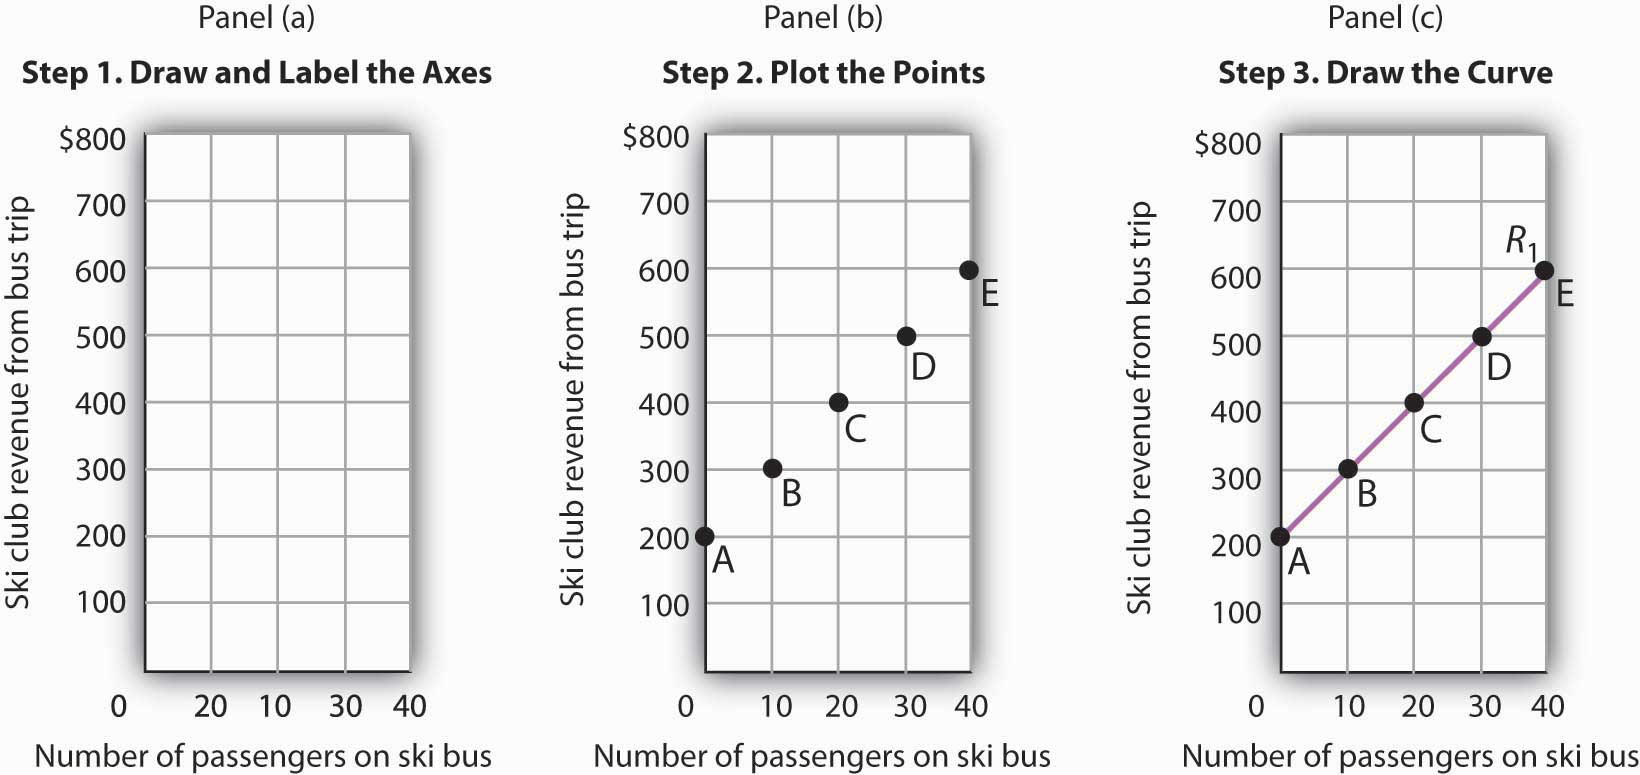 Panel (a)
Step 1. Draw and Label the Axes
Ski club revenue from bus trip
$800
700
600
500
400
300
200
100
0 20 10 30 40
Number of passengers on ski bus
Panel (b)
Step 2. Plot the Points
Ski club revenue from bus trip
$800
700
600
500
400
300
200
100
E
D
C
B
A
0 10 20 30 40
Number of passengers on ski bus
Panel (c)
Step 3. Draw the Curve
Ski club revenue from bus trip
$800
700
600
500
400
300
200
100
R1
E
D
C
B
A
0 10 20 30 40
Number of passengers on ski bus